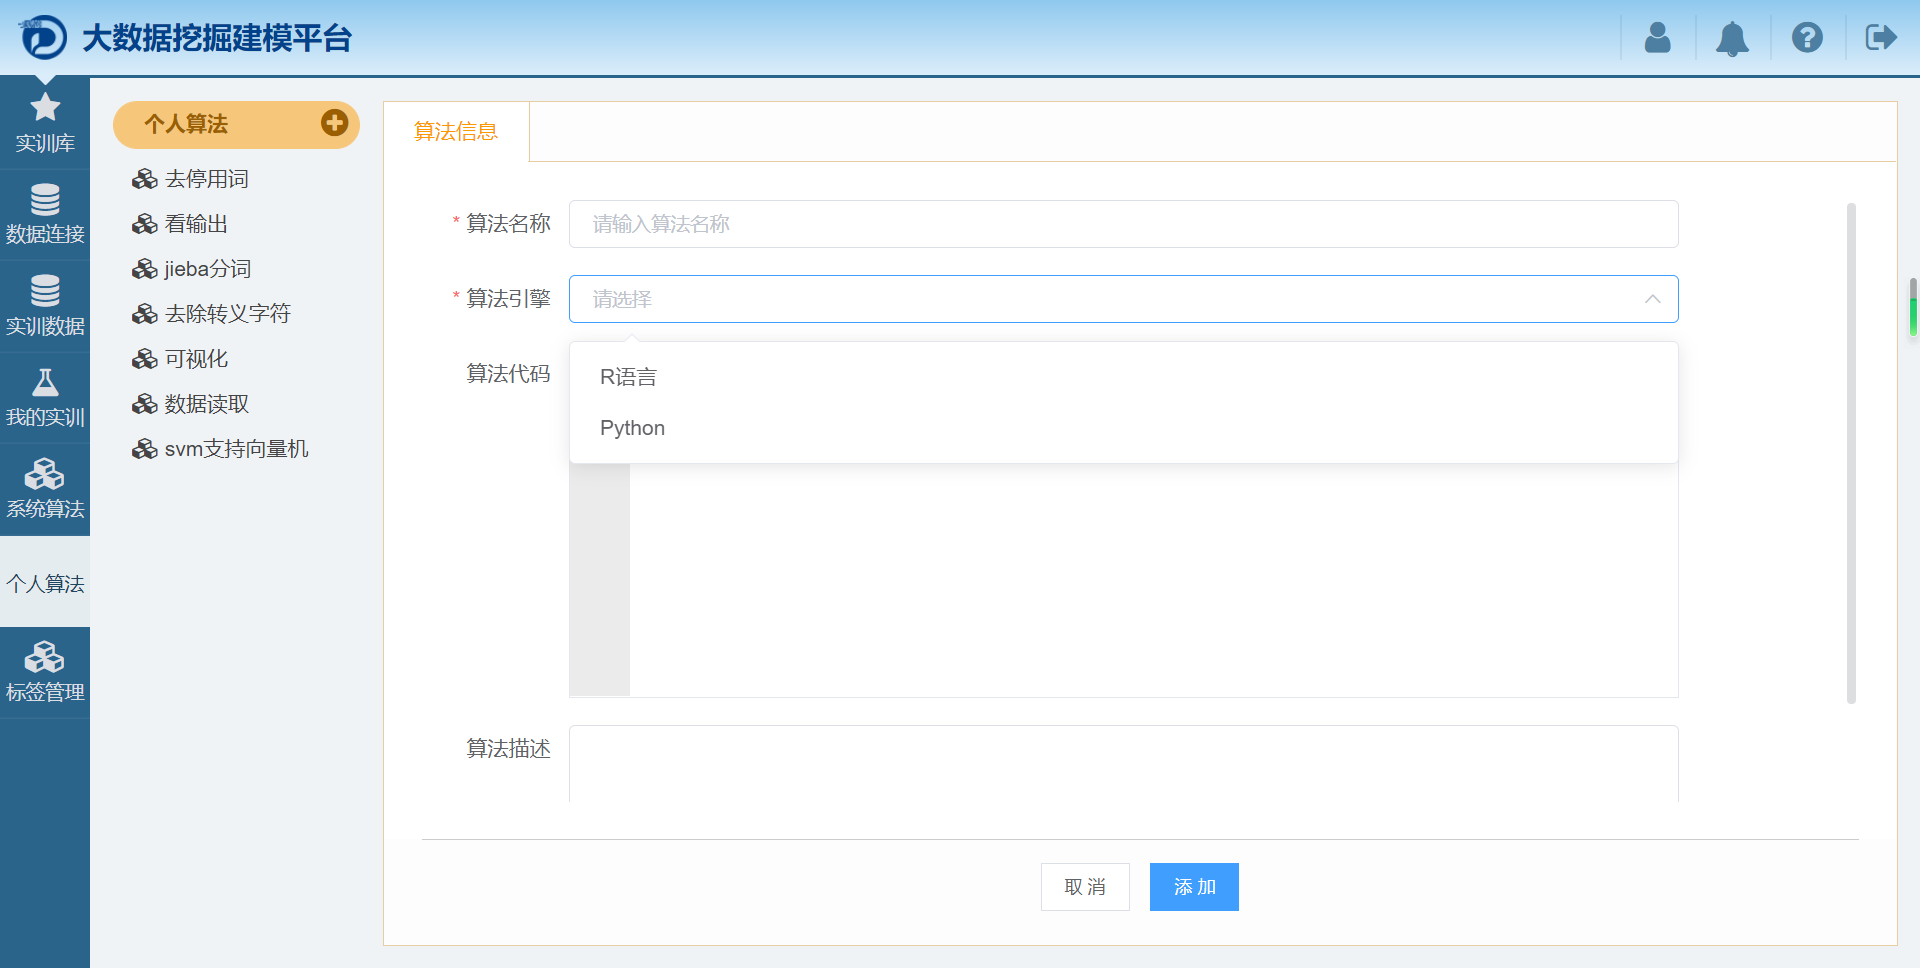 大数据挖掘建模平台
实训库
数据连接
实训数据
我的实训
系统算法
个人算法
标签管理
个人算法
去停用词
看输出
jieba分词
去除转义字符
可视化
数据读取
svm支持向量机
算法信息
* 算法名称 请输入算法名称
* 算法引擎 请选择
算法代码
R语言
Python
算法描述
取消 添加